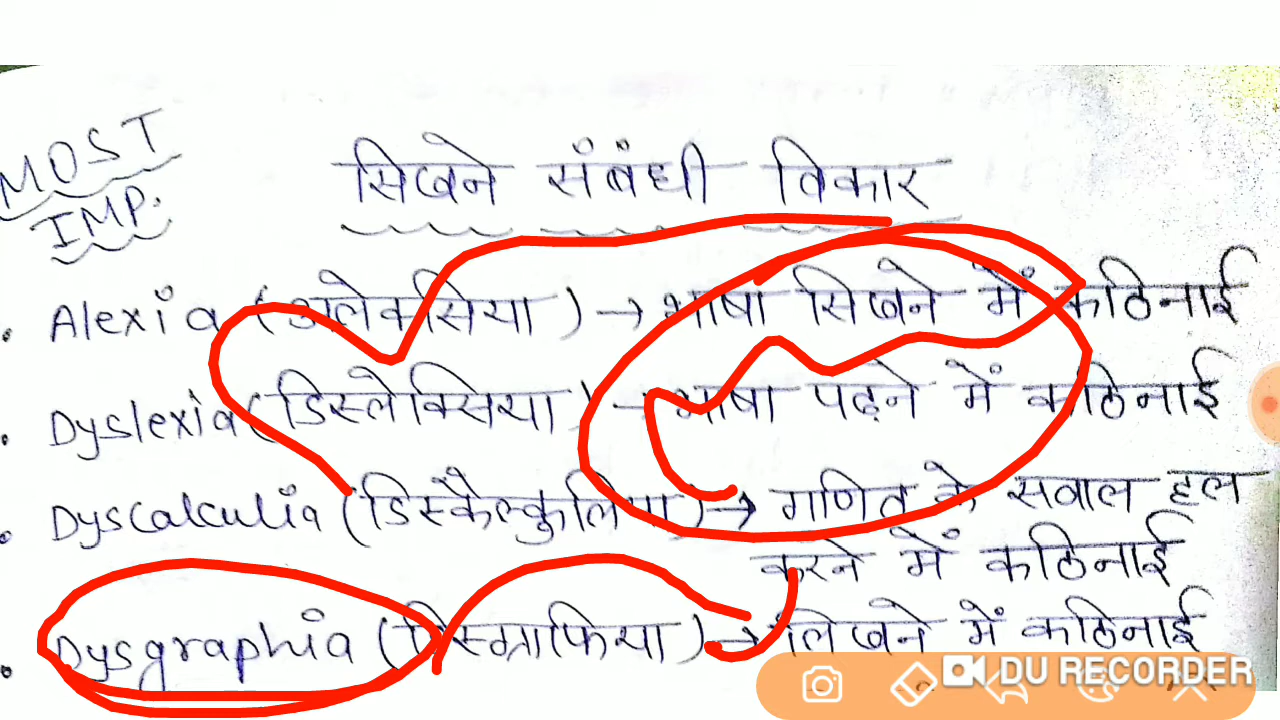 MOST
IMP.
सिखने संबंधी विकार
. Alexia (अलेक्सिया) → भाषा सिखने में कठिनाई
. Dyslexia (डिस्लेक्सिया) → भाषा पढ़ने में कठिनाई
. Dyscalculia (डिस्कैल्कुलिया) → गणित के सवाल हल
करने में कठिनाई
. Dysgraphia (डिस्ग्राफिया) → लिखने में कठिनाई
DU RECORDER